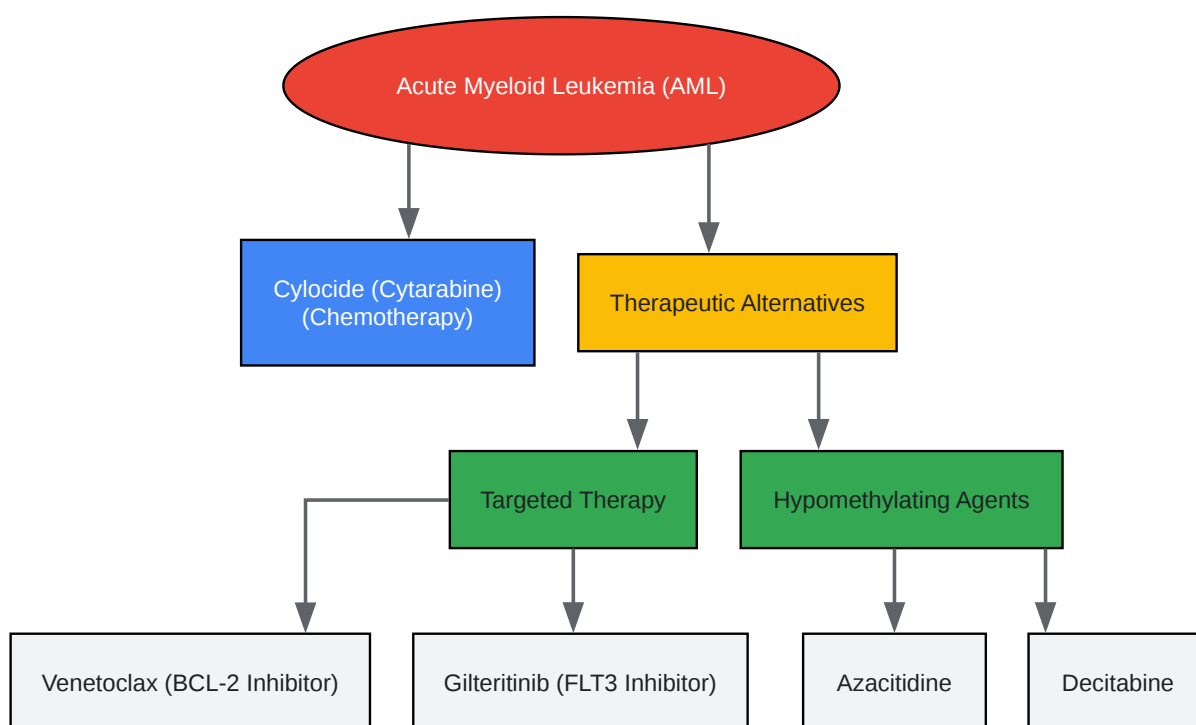 Acute Myeloid Leukemia (AML)
Cylocide (Cytarabine)
(Chemotherapy)
Therapeutic Alternatives
Targeted Therapy
Hypomethylating Agents
Venetoclax (BCL-2 Inhibitor)
Gilteritinib (FLT3 Inhibitor)
Azacitidine
Decitabine